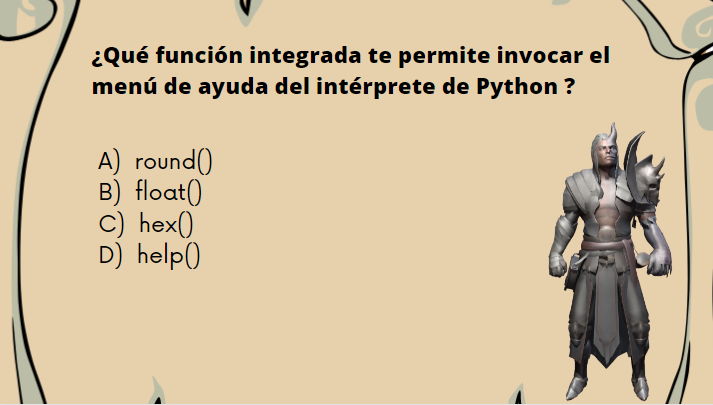 ¿Qué función integrada te permite invocar el
menú de ayuda del intérprete de Python ?
A) round()
B) float()
C) hex()
D) help()